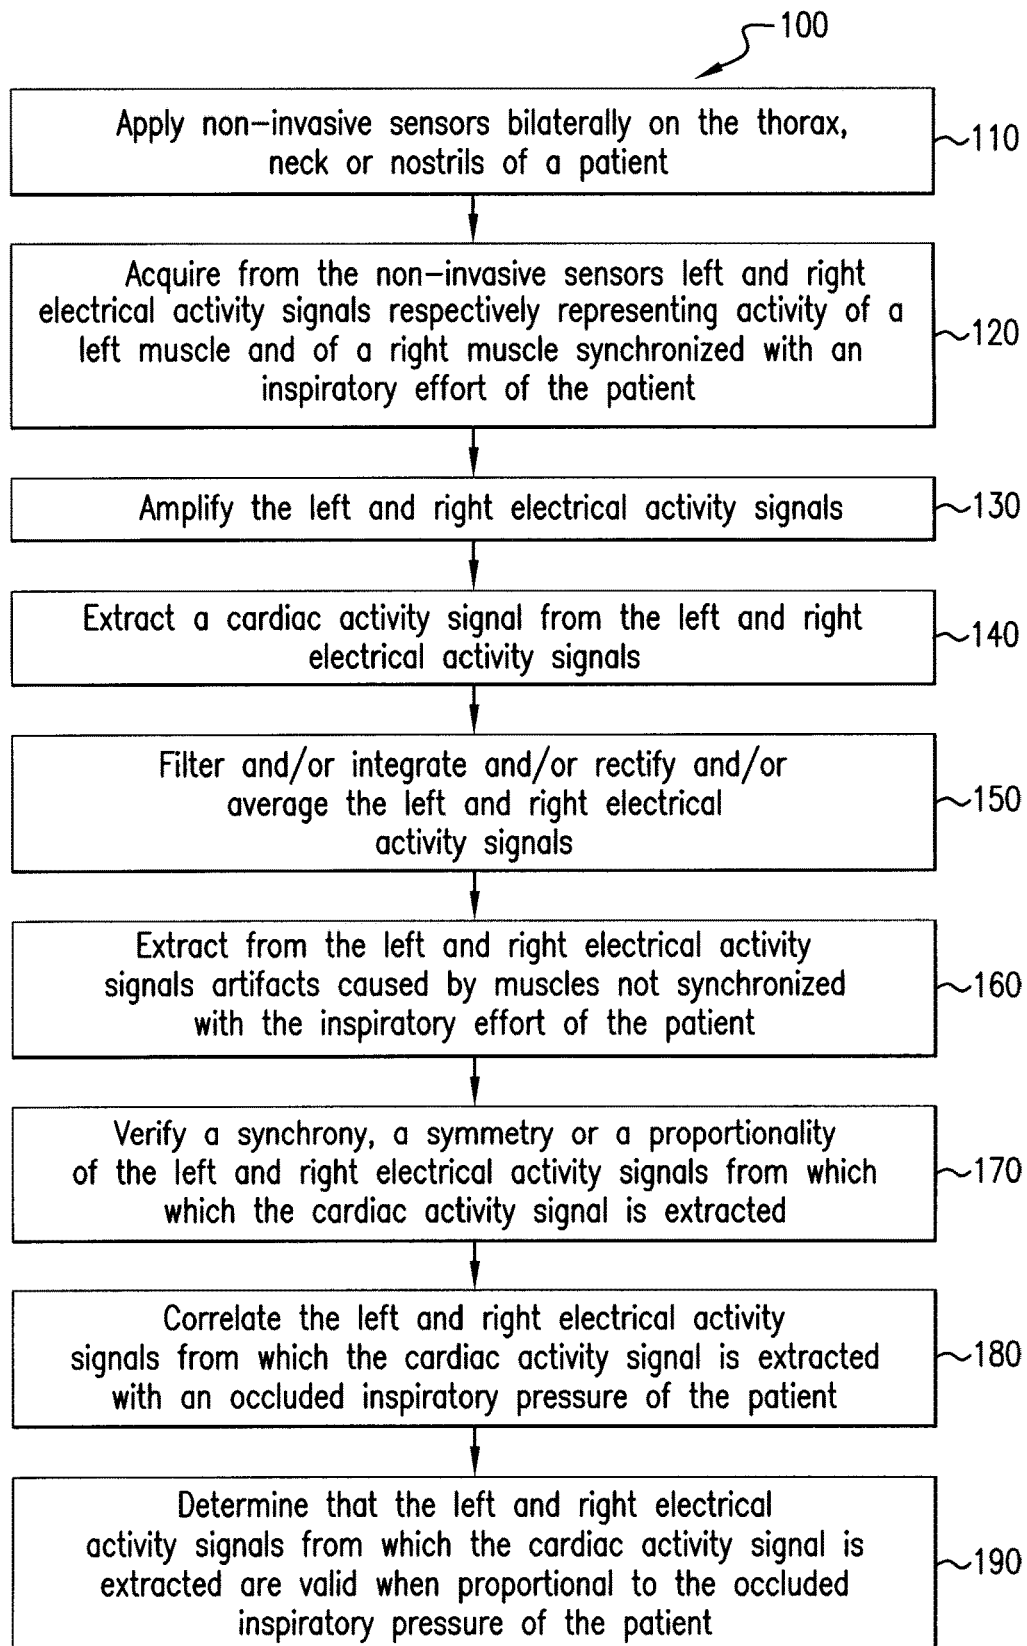 100
Apply non-invasive sensors bilaterally on the thorax,
neck or nostrils of a patient
110
Acquire from the non-invasive sensors left and right
electrical activity signals respectively representing activity of a
left muscle and of a right muscle synchronized with an
inspiratory effort of the patient
120
Amplify the left and right electrical activity signals
130
Extract a cardiac activity signal from the left and right
electrical activity signals
140
Filter and/or integrate and/or rectify and/or
average the left and right electrical
activity signals
150
Extract from the left and right electrical activity
signals artifacts caused by muscles not synchronized
with the inspiratory effort of the patient
160
Verify a synchrony, a symmetry or a proportionality
of the left and right electrical activity signals from which
which the cardiac activity signal is extracted
170
Correlate the left and right electrical activity
signals from which the cardiac activity signal is extracted
with an occluded inspiratory pressure of the patient
180
Determine that the left and right electrical
activity signals from which the cardiac activity signal is
extracted are valid when proportional to the occluded
inspiratory pressure of the patient
190